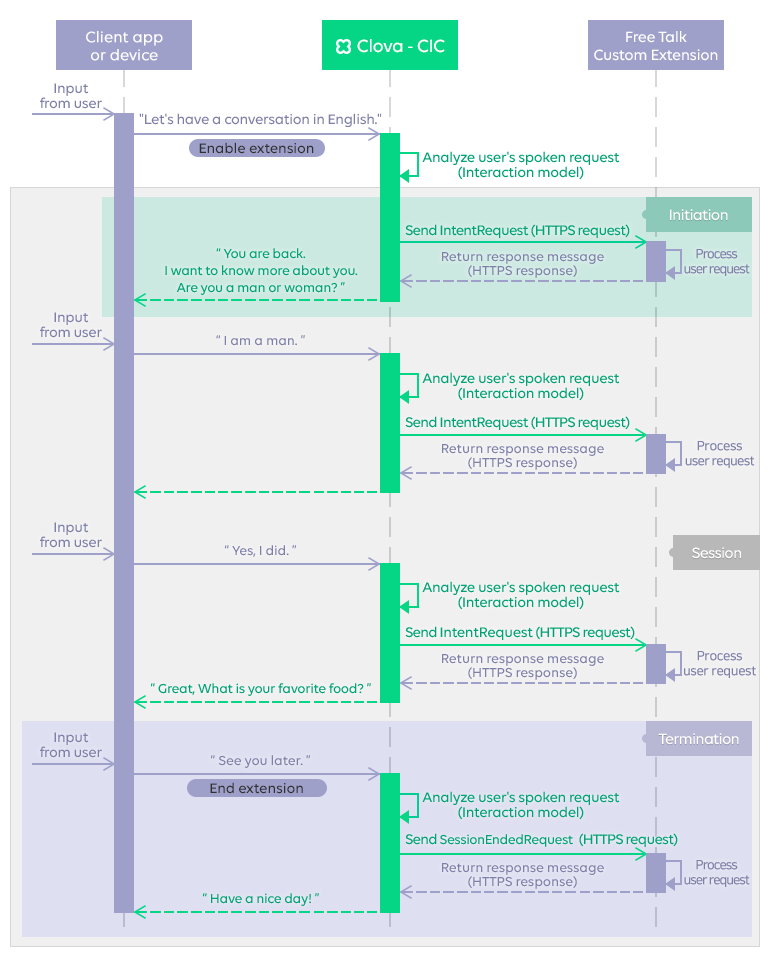 Client app
or device
Clova - CIC
Free Talk
Custom Extension
Input
from user
"Let's have a conversation in English."
Enable extension
Analyze user's spoken request
(Interaction model)
Initiation
Send IntentRequest (HTTPS request)
Return response message
(HTTPS response)
Process
user request
" You are back.
I want to know more about you.
Are you a man or woman? "
Input
from user
" I am a man. "
Analyze user's spoken request
(Interaction model)
Send IntentRequest (HTTPS request)
Return response message
(HTTPS response)
Process
user request
Input
from user
" Yes, I did. "
Session
Analyze user's spoken request
(Interaction model)
Send IntentRequest (HTTPS request)
Return response message
(HTTPS response)
Process
user request
" Great, What is your favorite food? "
Input
from user
Termination
" See you later. "
End extension
Analyze user's spoken request
(Interaction model)
Send SessionEndedRequest (HTTPS request)
Return response message
(HTTPS response)
Process
user request
" Have a nice day! "